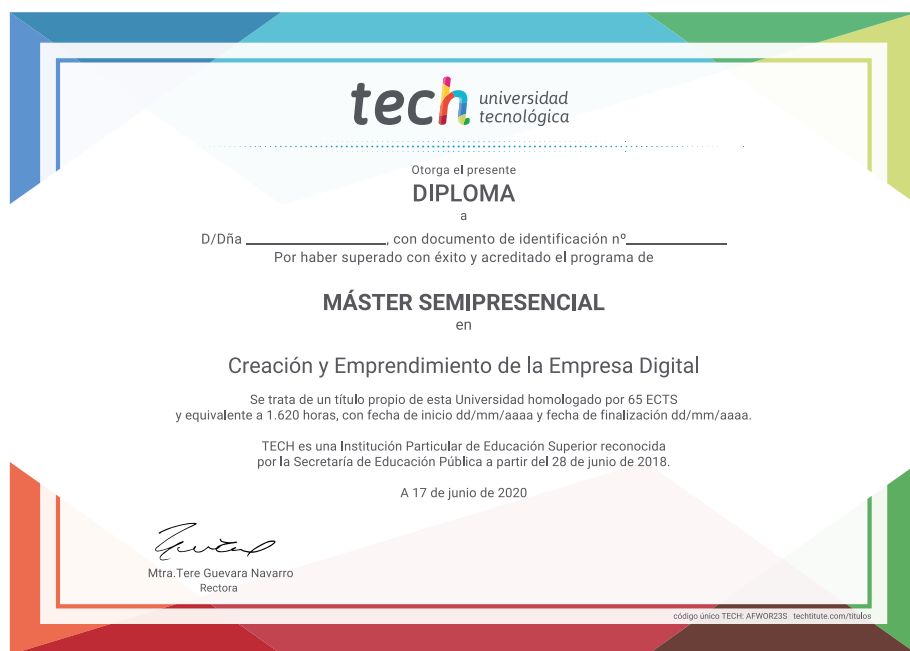 tech universidad
tecnológica
Otorga el presente
DIPLOMA
a
D/Dña ________________, con documento de identificación nº____________
Por haber superado con éxito y acreditado el programa de
MÁSTER SEMIPRESENCIAL
en
Creación y Emprendimiento de la Empresa Digital
Se trata de un título propio de esta Universidad homologado por 65 ECTS
y equivalente a 1.620 horas, con fecha de inicio dd/mm/aaaa y fecha de finalización dd/mm/aaaa.
TECH es una Institución Particular de Educación Superior reconocida
por la Secretaría de Educación Pública a partir del 28 de junio de 2018.
A 17 de junio de 2020
Mtra.Tere Guevara Navarro
Rectora
código único TECH: AFWOR23S techtitute.com/titulos